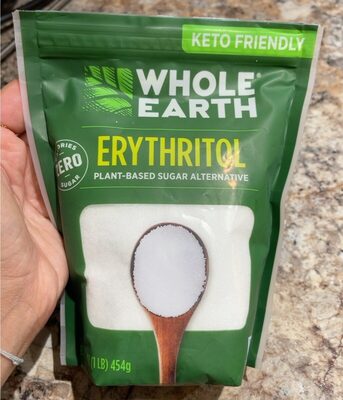 KETO FRIENDLY
WHOLE
EARTH®
ERYTHRITOL
PLANT-BASED SUGAR ALTERNATIVE
ZERO
SUGAR
(1 LB) 454g